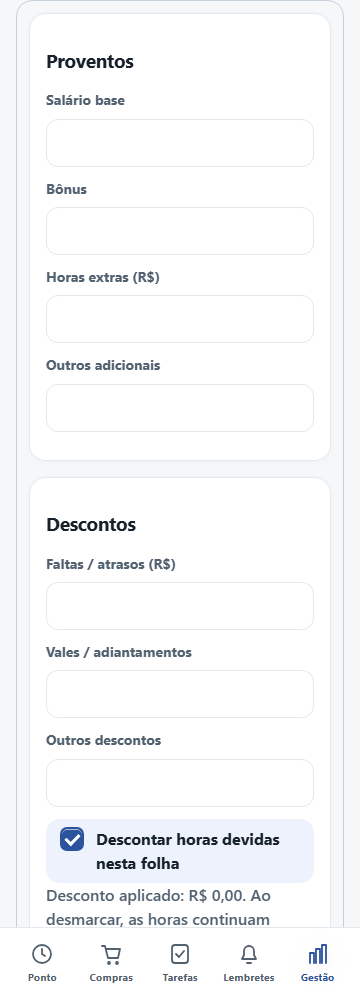 Proventos
Salário base
Bônus
Horas extras (R$)
Outros adicionais
Descontos
Faltas / atrasos (R$)
Vales / adiantamentos
Outros descontos
Descontar horas devidas
nesta folha
Desconto aplicado: R$ 0,00. Ao
desmarcar, as horas continuam
Ponto
Compras
Tarefas
Lembretes
Gestão